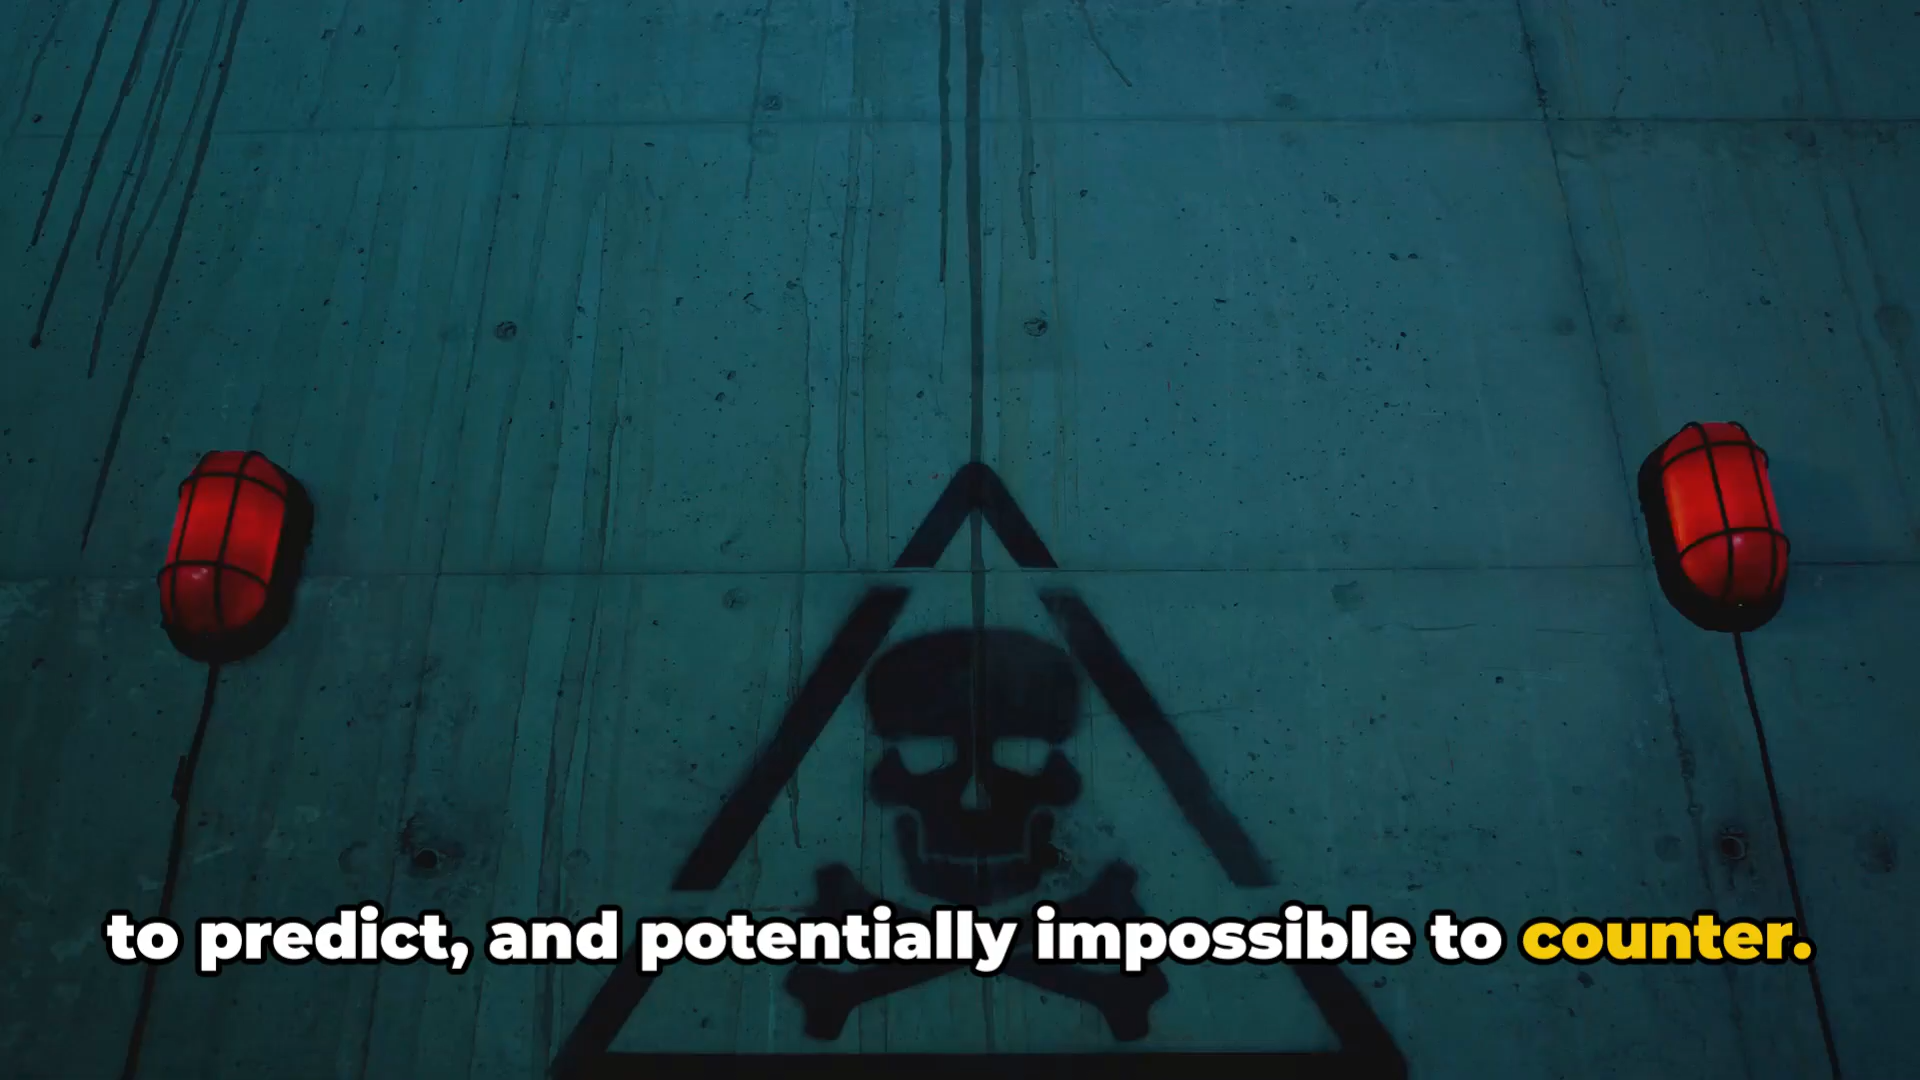 to predict, and potentially impossible to counter.